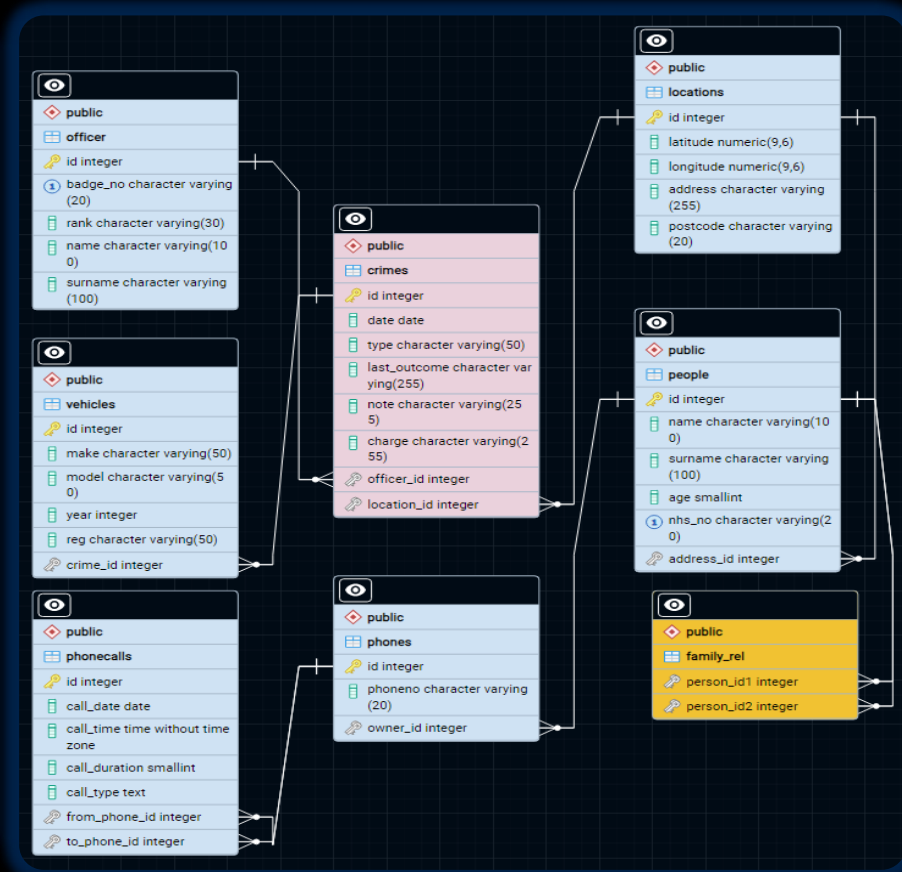 public
officer
id integer
badge_no character varying
(20)
rank character varying(30)
name character varying(10
0)
surname character varying
(100)
public
vehicles
id integer
make character varying(50)
model character varying(5
0)
year integer
reg character varying(50)
crime_id integer
public
phonecalls
id integer
call_date date
call_time time without time
zone
call_duration smallint
call_type text
from_phone_id integer
to_phone_id integer
public
crimes
id integer
date date
type character varying(50)
last_outcome character var
ying(255)
note character varying(25
5)
charge character varying(2
55)
officer_id integer
location_id integer
public
phones
id integer
phoneno character varying
(20)
owner_id integer
public
locations
id integer
latitude numeric(9,6)
longitude numeric(9,6)
address character varying
(255)
postcode character varying
(20)
public
people
id integer
name character varying(10
0)
surname character varying
(100)
age smallint
1 nhs_no character varying(2
0)
address_id integer
public
family_rel
person_id1 integer
person_id2 integer